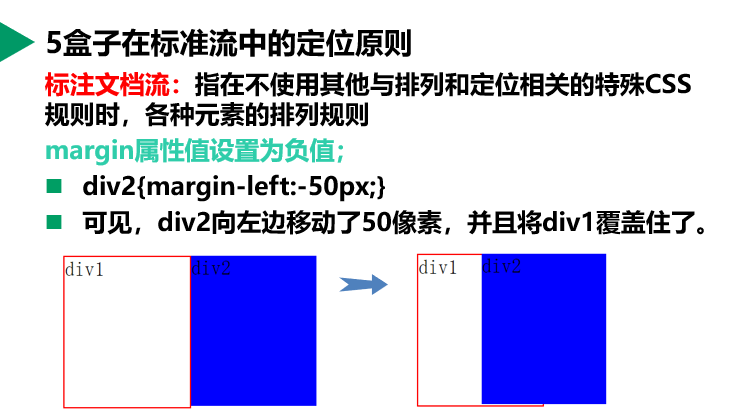 5盒子在标准流中的定位原则
标注文档流：指在不使用其他与排列和定位相关的特殊CSS
规则时，各种元素的排列规则
margin属性值设置为负值；
div2{margin-left:-50px;}
可见，div2向左边移动了50像素，并且将div1覆盖住了。
div1 div2 div1 div2